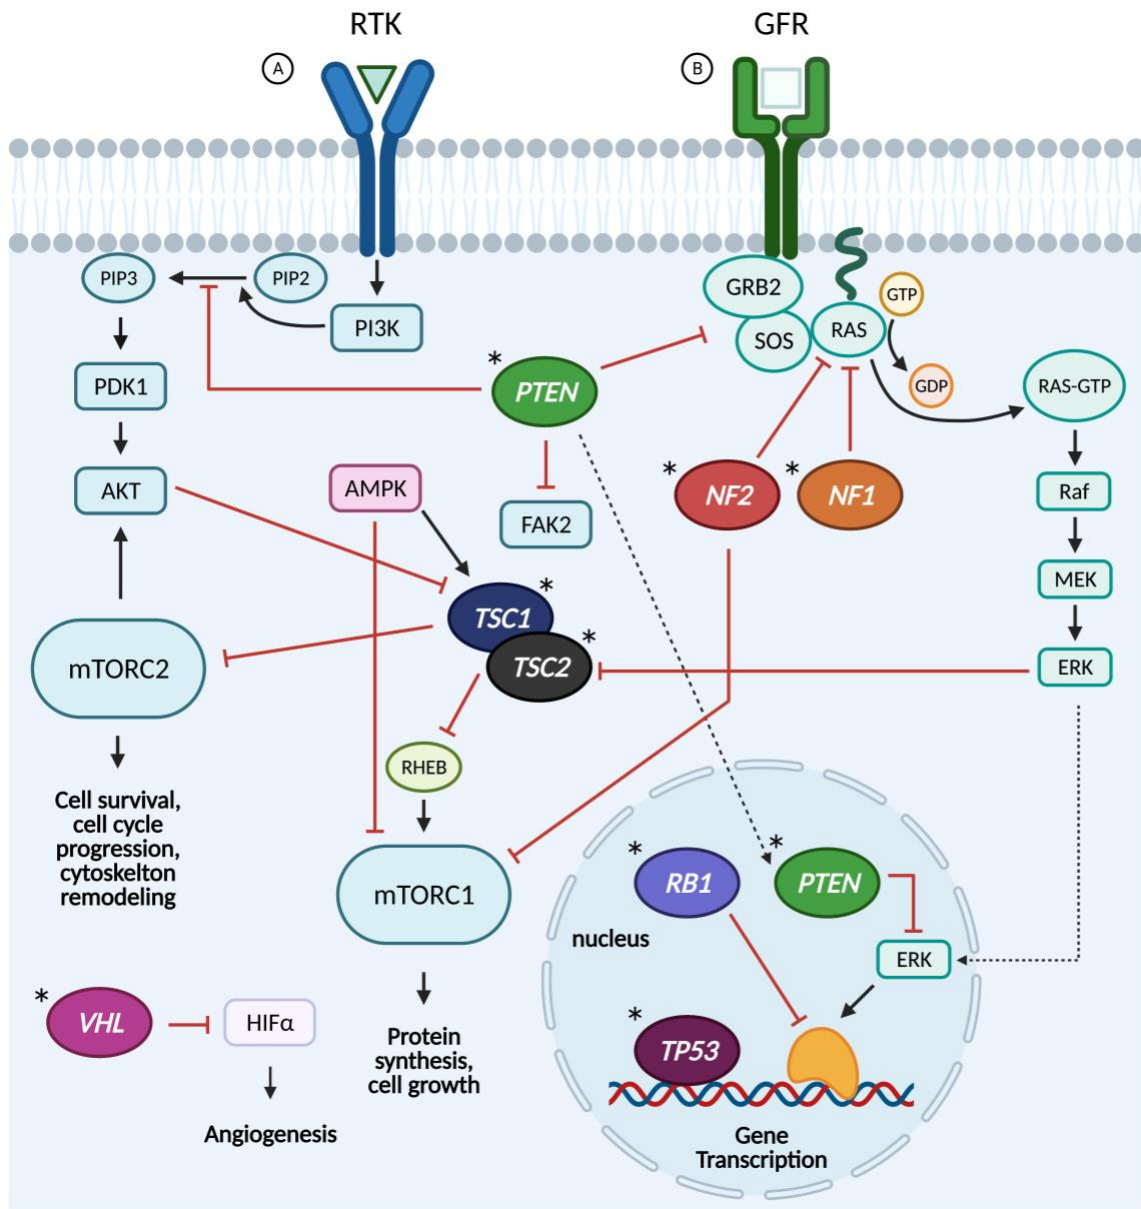 RTK
GFR
A
B
PIP3
PIP2
PI3K
GRB2
SOS
RAS
GTP
GDP
RAS-GTP
PDK1
* PTEN
AKT
AMPK
FAK2
* NF2
* NF1
Raf
MEK
TSC1 *
TSC2 *
mTORC2
ERK
RHEB
Cell survival,
cell cycle
progression,
cytoskelton
remodeling
mTORC1
* RB1
* PTEN
nucleus
ERK
* VHL
HIFα
Protein
synthesis,
cell growth
* TP53
Angiogenesis
Gene
Transcription